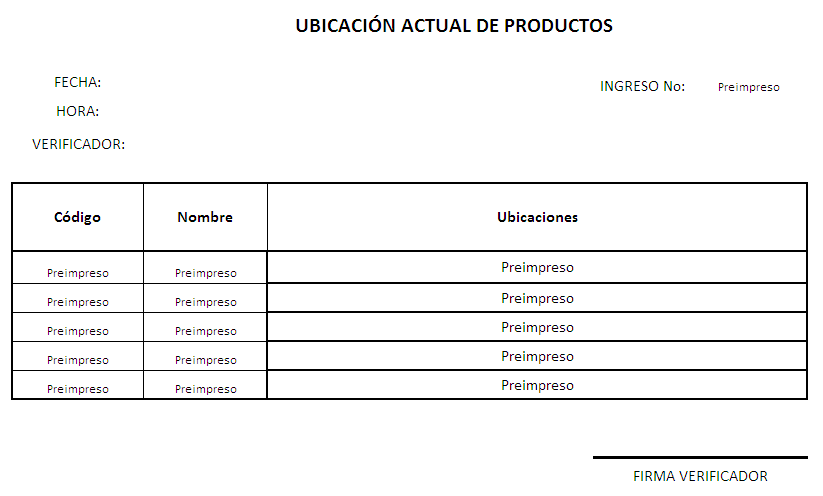 UBICACIÓN ACTUAL DE PRODUCTOS
FECHA:
INGRESO No: Preimpreso
HORA:
VERIFICADOR:
Código Nombre Ubicaciones
Preimpreso Preimpreso Preimpreso
Preimpreso Preimpreso Preimpreso
Preimpreso Preimpreso Preimpreso
Preimpreso Preimpreso Preimpreso
Preimpreso Preimpreso Preimpreso
FIRMA VERIFICADOR